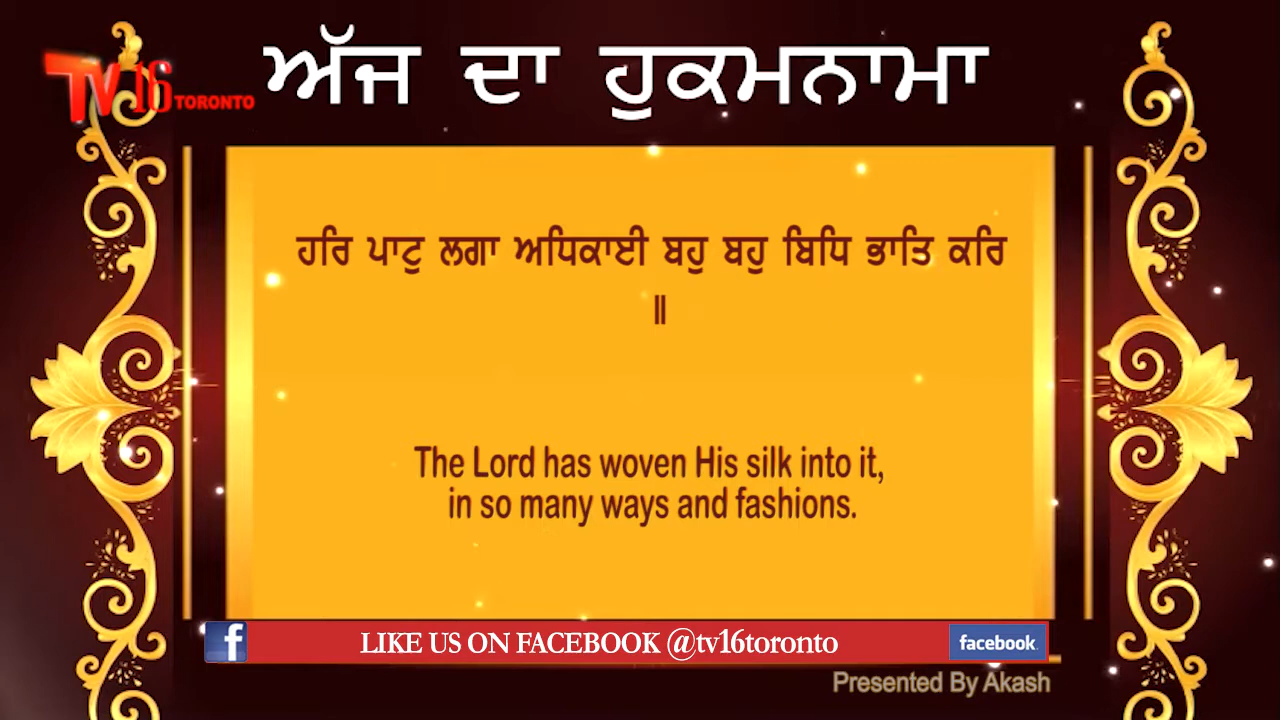 ਅੱਜ ਦਾ ਹੁਕਮਨਾਮਾ
TV16 TORONTO
ਹਰਿ ਪਾਟੁ ਲਗਾ ਅਧਿਕਾਈ ਬਹੁ ਬਹੁ ਬਿਧਿ ਭਾਤਿ ਕਰਿ
॥
The Lord has woven His silk into it,
in so many ways and fashions.
f LIKE US ON FACEBOOK @tv16toronto facebook
Presented By Akash